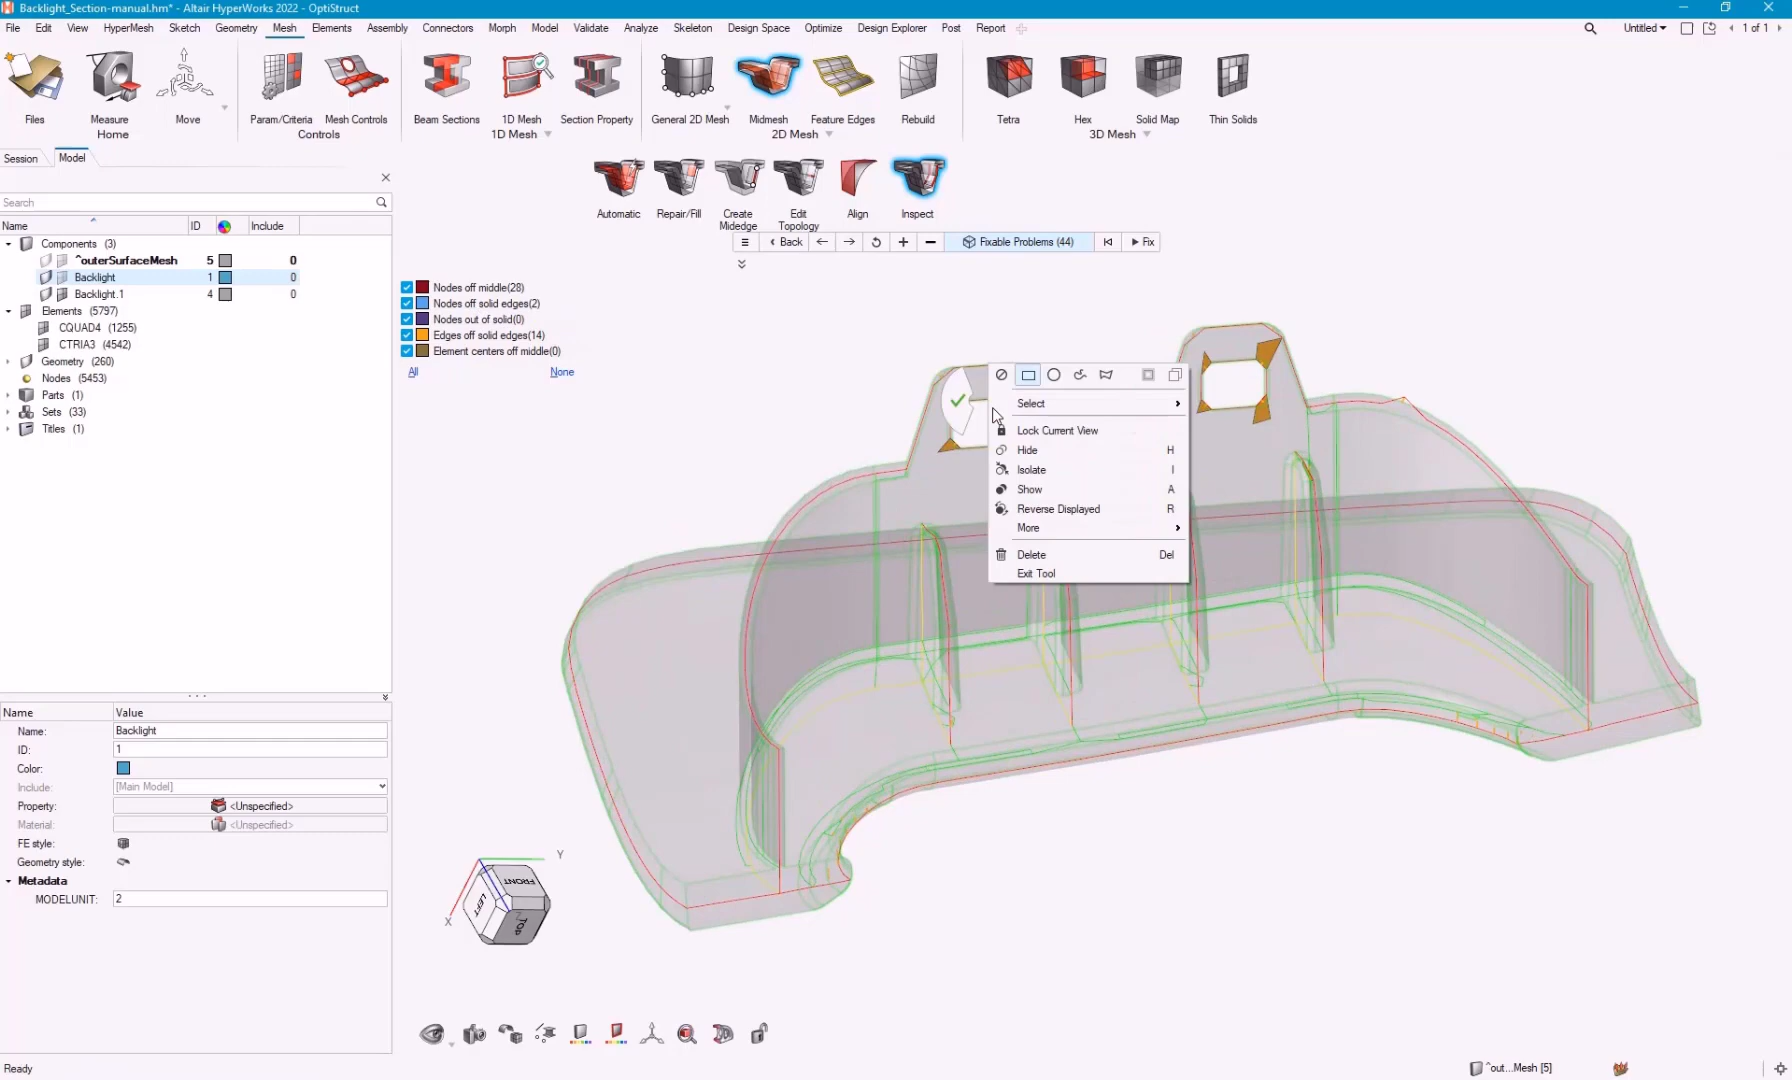 Backlight_Section-manual.hm* - Altair HyperWorks 2022 - OptiStruct
File Edit View HyperMesh Sketch Geometry Mesh Elements Assembly Connectors Morph Model Validate Analyze Skeleton Design Space Optimize Design Explorer Post Report Untitled 1 of 1
Files Measure Move Param/Criteria Mesh Controls Beam Sections 1D Mesh Section Property General 2D Mesh Midmesh Feature Edges Rebuild Tetra Hex Solid Map Thin Solids
Home Controls 1D Mesh 2D Mesh 3D Mesh
Session Model
Automatic Repair/Fill Create Midedge Edit Topology Align Inspect
Search
Name ID Include
Back Fixable Problems (44) Fix
Components (3)
^outerSurfaceMesh 5 0
Backlight 1 0
Backlight.1 4 0
Elements (5797)
CQUAD4 (1255)
CTRIA3 (4542)
Geometry (260)
Nodes (5453)
Parts (1)
Sets (33)
Titles (1)
Nodes off middle(28)
Nodes off solid edges(2)
Nodes out of solid(0)
Edges off solid edges(14)
Element centers off middle(0)
All None
Select
Lock Current View
Hide H
Isolate I
Show A
Reverse Displayed R
More
Delete Del
Exit Tool
Name Value
Name: Backlight
ID: 1
Color:
Include: [Main Model]
Property: <Unspecified>
Material: <Unspecified>
FE style:
Geometry style:
Metadata
MODELUNIT: 2
Y
X
Z
FRONT
LEFT
TOP
Ready
^out...Mesh [5]